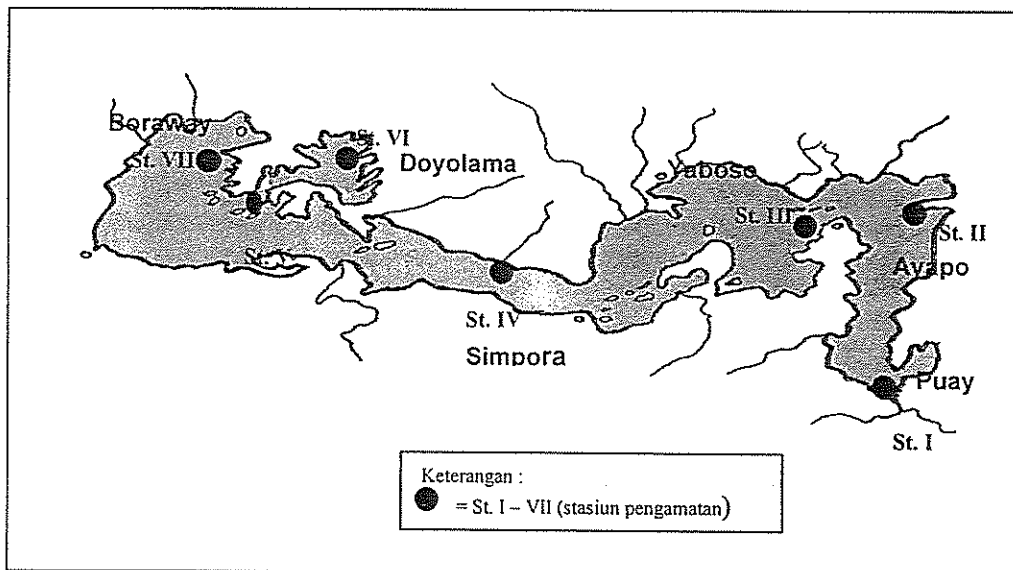 Boraway
St. VI
St. VII
Doyolama
Yaboso
St. III
St. II
Ayapo
St. IV
Simpora
Puay
St. I
Keterangan :
= St. I – VII (stasiun pengamatan)